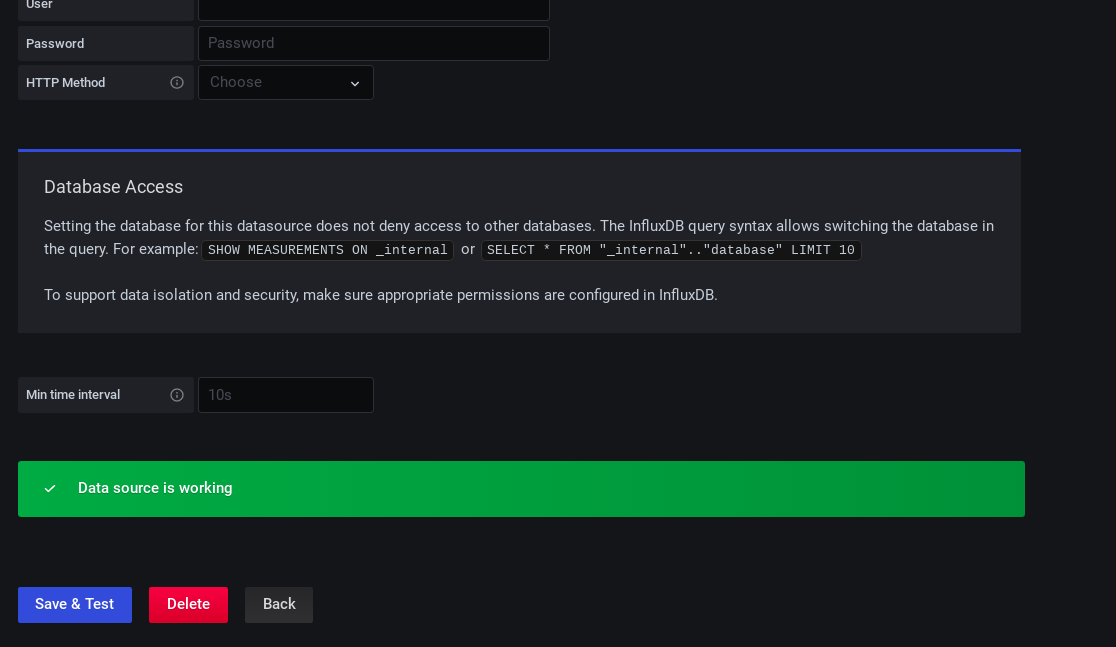 User
Password
Password
HTTP Method
Choose
Database Access
Setting the database for this datasource does not deny access to other databases. The InfluxDB query syntax allows switching the database in
the query. For example: SHOW MEASUREMENTS ON _internal or SELECT * FROM "_internal".."database" LIMIT 10
To support data isolation and security, make sure appropriate permissions are configured in InfluxDB.
Min time interval
10s
Data source is working
Save & Test
Delete
Back